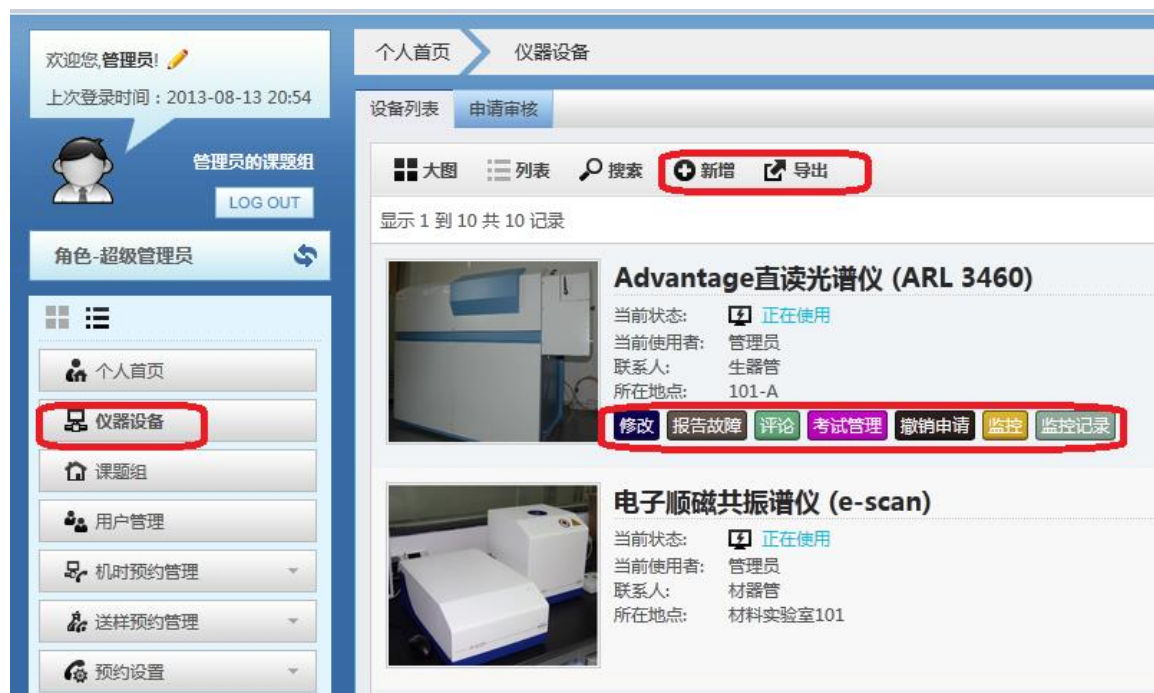 欢迎您,管理员!
上次登录时间：2013-08-13 20:54
管理员的课题组
LOG OUT
角色-超级管理员
个人首页
仪器设备
课题组
用户管理
机时预约管理
送样预约管理
预约设置
个人首页 仪器设备
设备列表 申请审核
大图 列表 搜索 新增 导出
显示 1 到 10 共 10 记录
Advantage直读光谱仪 (ARL 3460)
当前状态: 正在使用
当前使用者: 管理员
联系人: 生器管
所在地点: 101-A
修改 报告故障 评论 考试管理 撤销申请 监控 监控记录
电子顺磁共振谱仪 (e-scan)
当前状态: 正在使用
当前使用者: 管理员
联系人: 材器管
所在地点: 材料实验室101